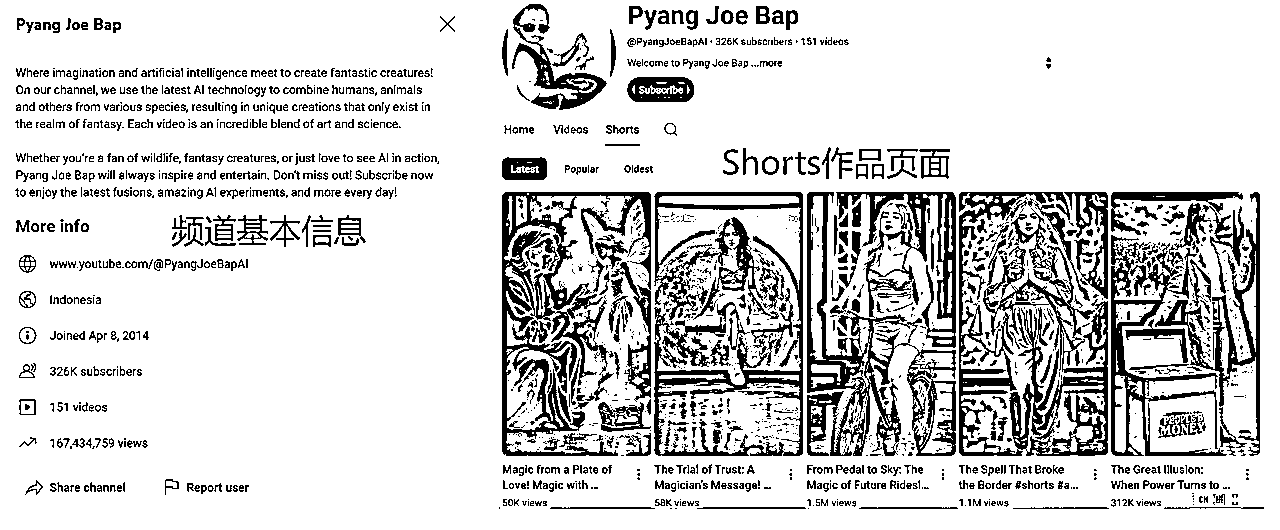 Pyang Joe Bap
Where imagination and artificial intelligence meet to create fantastic creatures!
On our channel, we use the latest AI technology to combine humans, animals
and others from various species, resulting in unique creations that only exist in
the realm of fantasy. Each video is an incredible blend of art and science.
Whether you're a fan of wildlife, fantasy creatures, or just love to see AI in action,
Pyang Joe Bap will always inspire and entertain. Don't miss out! Subscribe now
to enjoy the latest fusions, amazing AI experiments, and more every day!
More info
频道基本信息
www.youtube.com/@PyangJoeBapAI
Indonesia
Joined Apr 8, 2014
326K subscribers
151 videos
167,434,759 views
Share channel
Report user
Pyang Joe Bap
@PyangJoeBapAI • 326K subscribers • 151 videos
Welcome to Pyang Joe Bap ...more
Subscribe
Home Videos Shorts
Shorts作品页面
Latest Popular Oldest
PEOPLE'S
MONEY
Magic from a Plate of
Love! Magic with ...
50K views
The Trial of Trust: A
Magician's Message! ...
58K views
From Pedal to Sky: The
Magic of Future Rides!...
1.5M views
The Spell That Broke
the Border #shorts #a...
1.1M views
The Great Illusion:
When Power Turns to ...
312K views